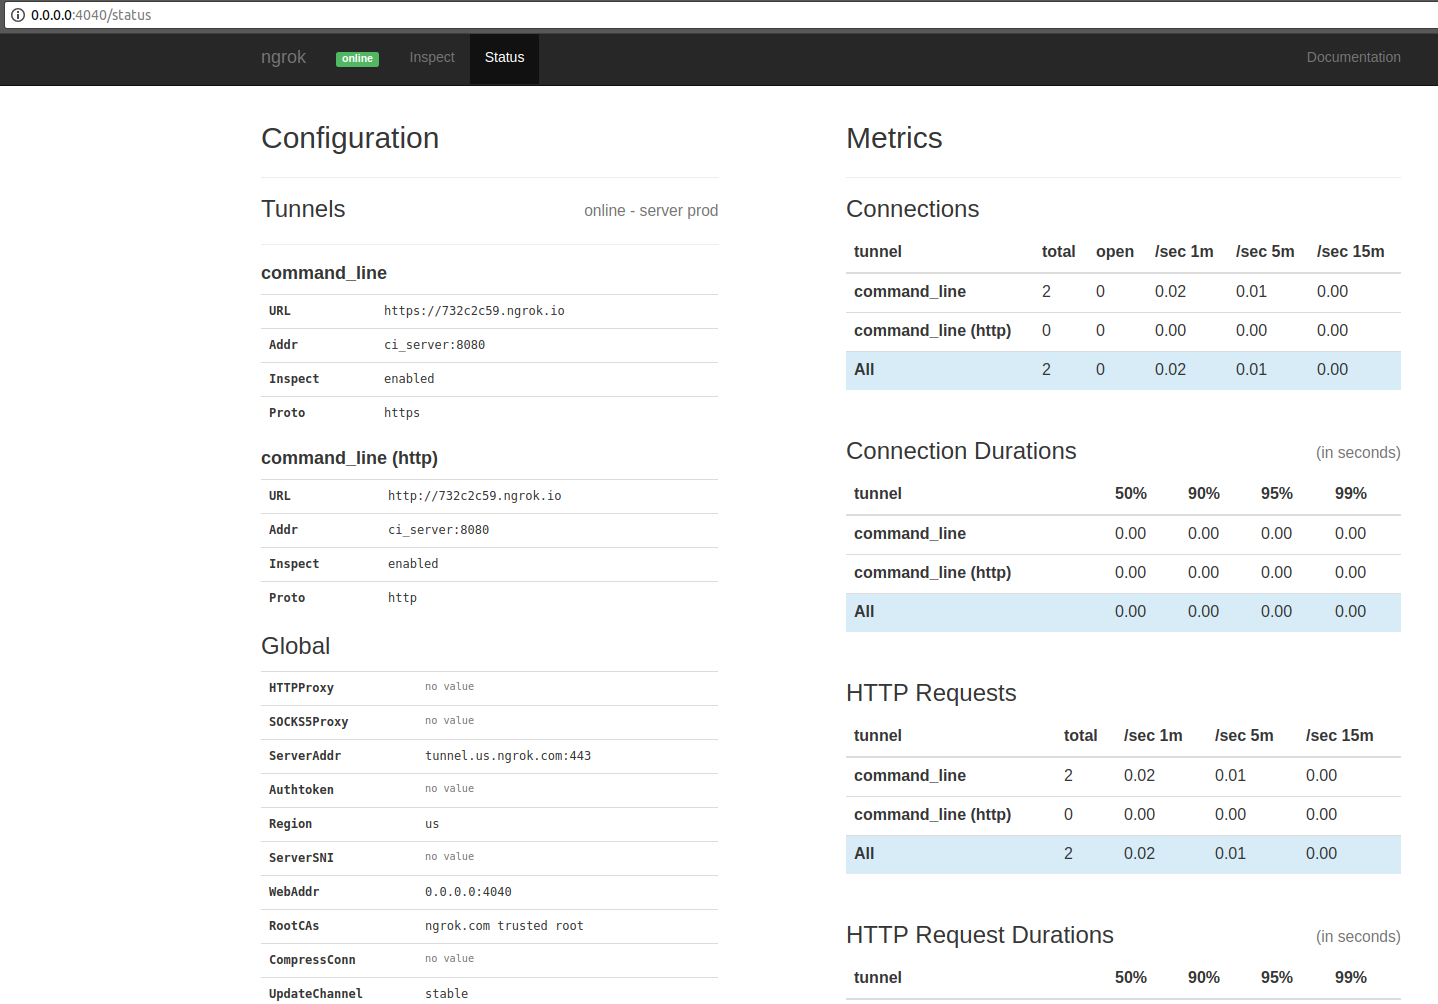 0.0.0.0:4040/status
ngrok online Inspect Status Documentation
Configuration
Tunnels online - server prod
command_line
URL https://732c2c59.ngrok.io
Addr ci_server:8080
Inspect enabled
Proto https
command_line (http)
URL http://732c2c59.ngrok.io
Addr ci_server:8080
Inspect enabled
Proto http
Global
HTTPProxy no value
SOCKS5Proxy no value
ServerAddr tunnel.us.ngrok.com:443
Authtoken no value
Region us
ServerSNI no value
WebAddr 0.0.0.0:4040
RootCAs ngrok.com trusted root
CompressConn no value
UpdateChannel stable
Metrics
Connections
tunnel total open /sec 1m /sec 5m /sec 15m
command_line 2 0 0.02 0.01 0.00
command_line (http) 0 0 0.00 0.00 0.00
All 2 0 0.02 0.01 0.00
Connection Durations (in seconds)
tunnel 50% 90% 95% 99%
command_line 0.00 0.00 0.00 0.00
command_line (http) 0.00 0.00 0.00 0.00
All 0.00 0.00 0.00 0.00
HTTP Requests
tunnel total /sec 1m /sec 5m /sec 15m
command_line 2 0.02 0.01 0.00
command_line (http) 0 0.00 0.00 0.00
All 2 0.02 0.01 0.00
HTTP Request Durations (in seconds)
tunnel 50% 90% 95% 99%